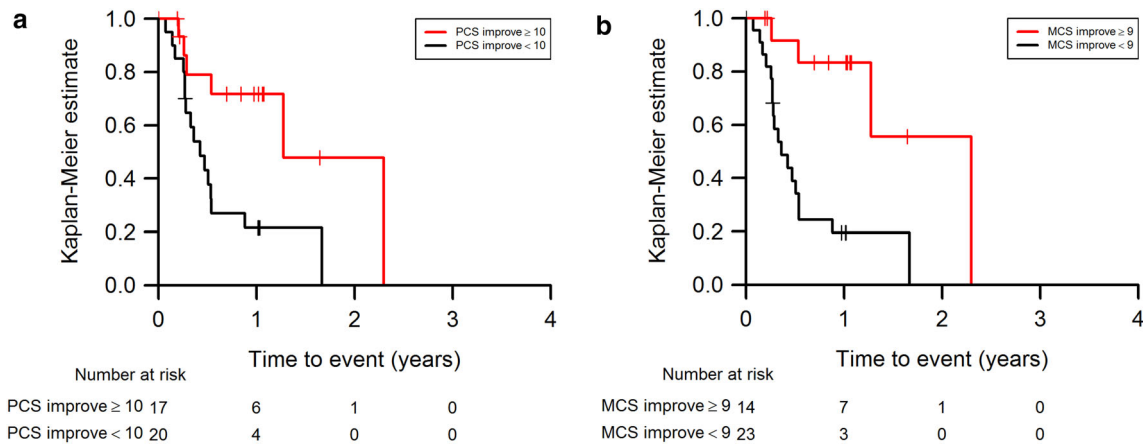 a
PCS improve ≥ 10
PCS improve < 10
1.0
0.8
0.6
0.4
0.2
0.0
Kaplan-Meier estimate
0 1 2 3 4
Time to event (years)
Number at risk
PCS improve ≥ 10 17 6 1 0
PCS improve < 10 20 4 0 0
b
MCS improve ≥ 9
MCS improve < 9
1.0
0.8
0.6
0.4
0.2
0.0
Kaplan-Meier estimate
0 1 2 3 4
Time to event (years)
Number at risk
MCS improve ≥ 9 14 7 1 0
MCS improve < 9 23 3 0 0